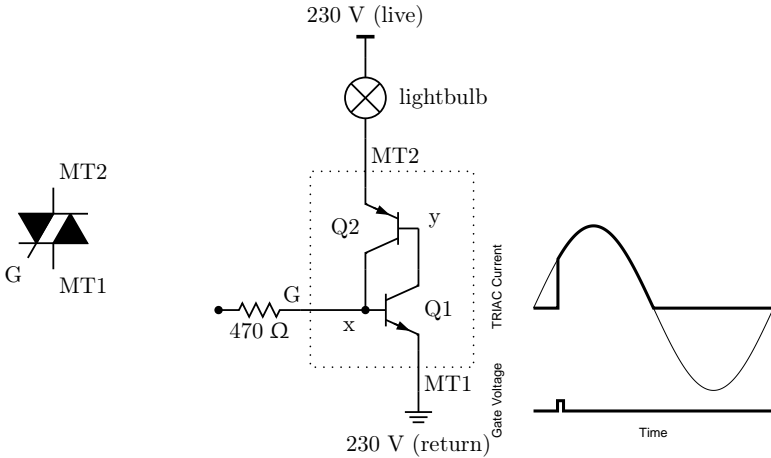 230 V (live)
lightbulb
MT2
MT2
Q2
y
G
MT1
G
470 Ω
x
Q1
MT1
230 V (return)
TRIAC Current
Gate Voltage
Time